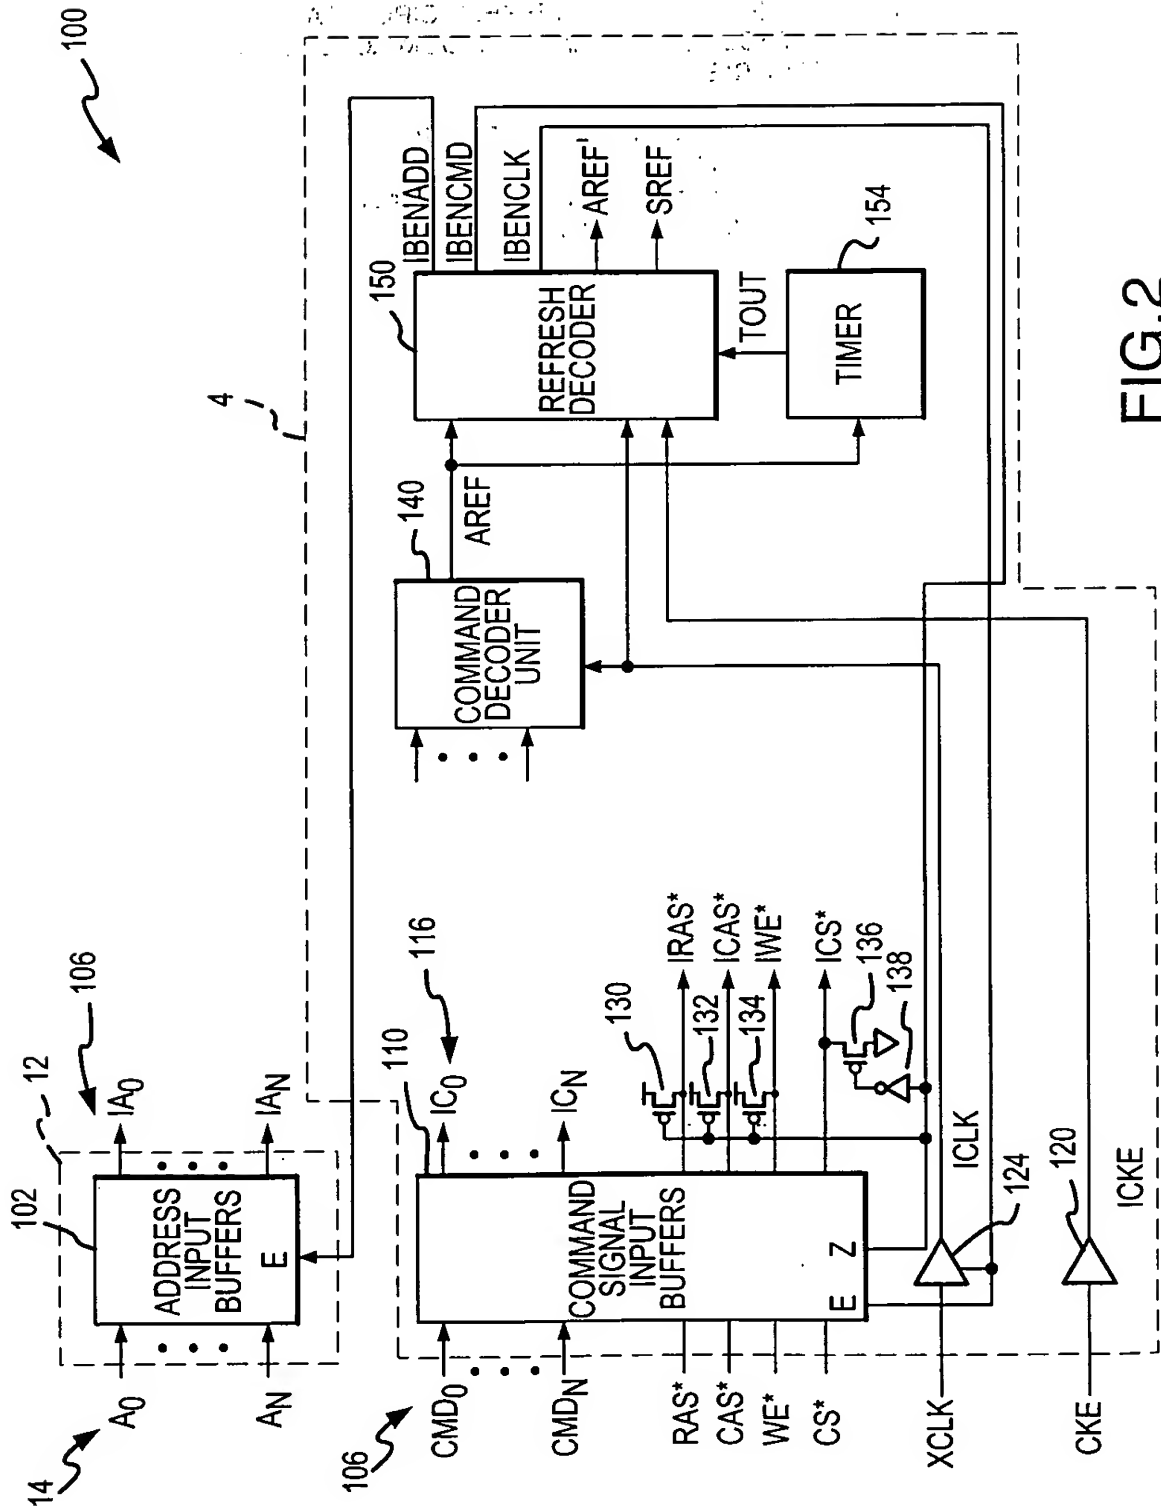 100
4
14
102
12
106
A0
AN
ADDRESS
INPUT
BUFFERS
E
IA0
IAN
106
110
116
CMD0
CMDN
RAS*
CAS*
WE*
CS*
XCLK
CKE
COMMAND
SIGNAL
INPUT
BUFFERS
E
Z
IC0
ICN
130
132
134
IRAS*
ICAS*
IWE*
ICS*
136
138
ICLK
124
120
ICKE
140
COMMAND
DECODER
UNIT
AREF
150
REFRESH
DECODER
IBENADD
IBENCMD
IBENCLK
AREF'
SREF
TOUT
154
TIMER
FIG.2